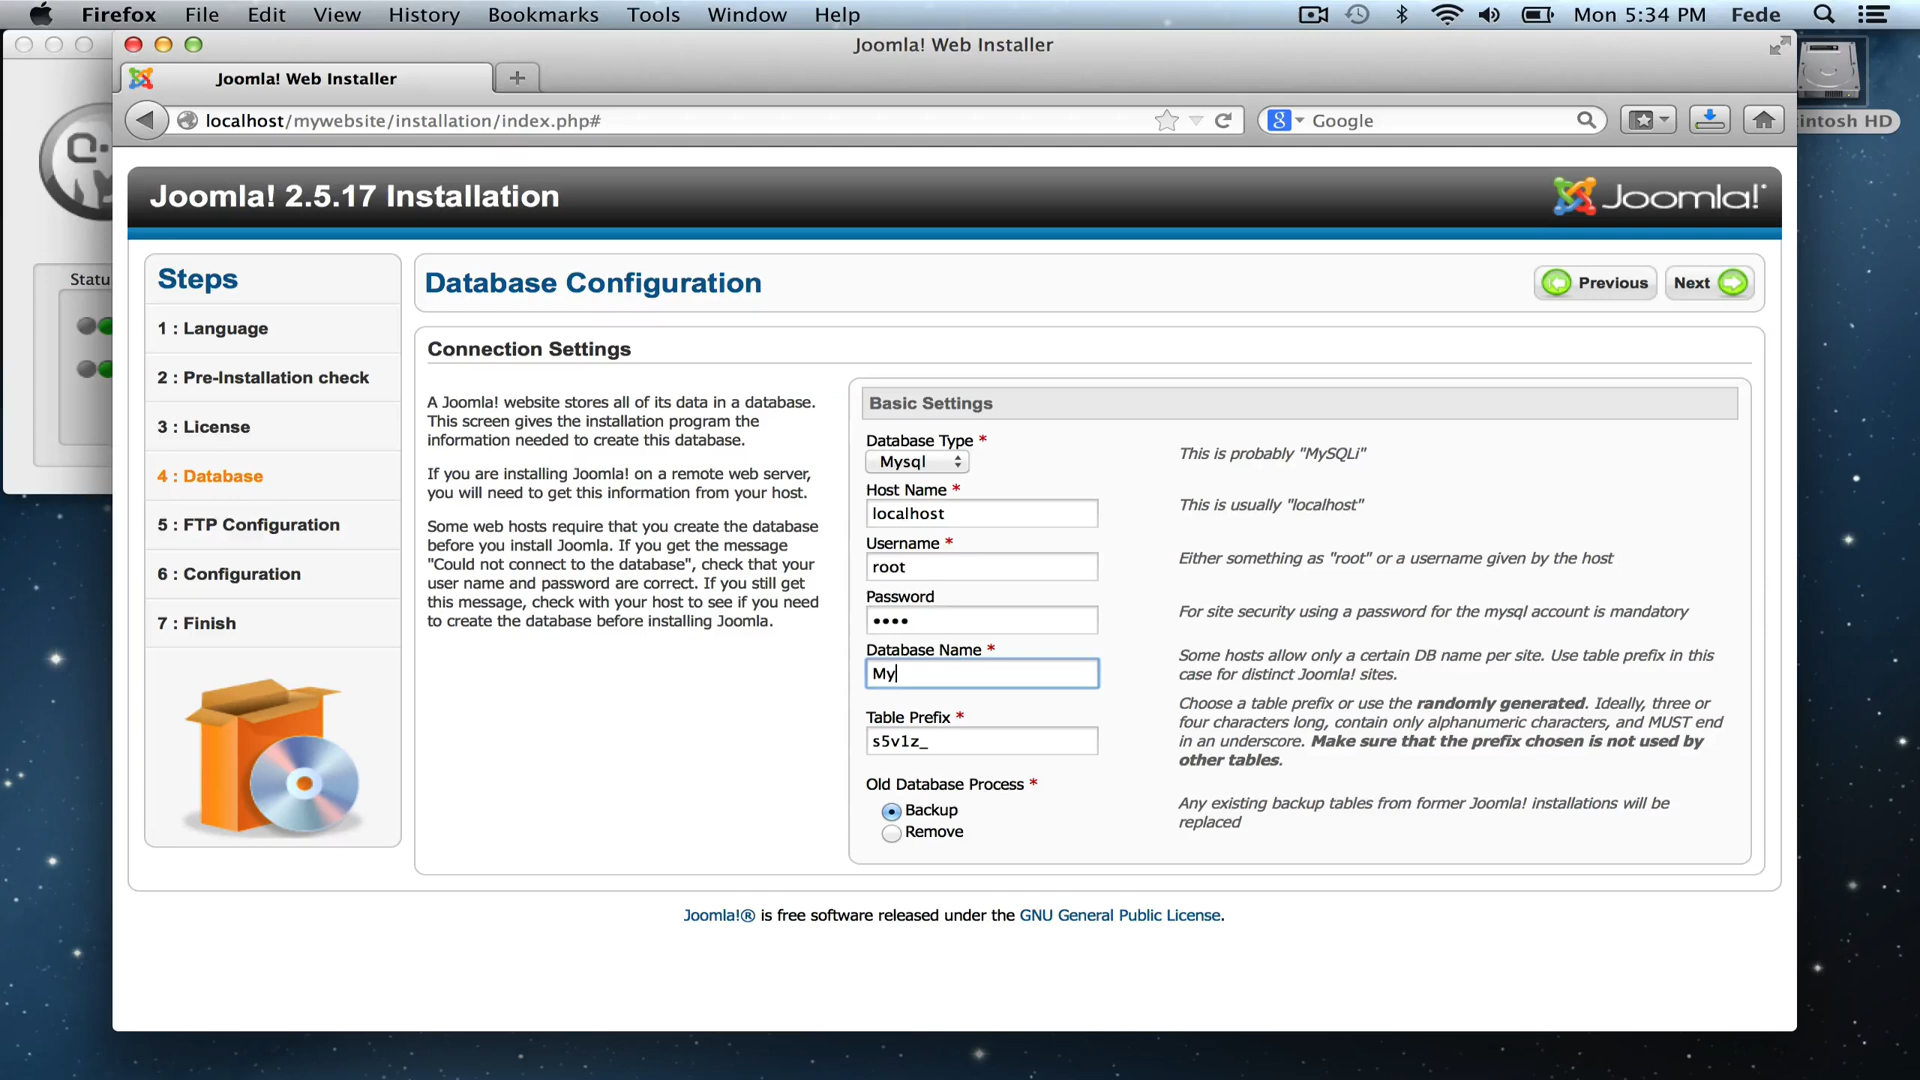 Firefox File Edit View History Bookmarks Tools Window Help Mon 5:34 PM Fede
Joomla! Web Installer
Joomla! Web Installer
localhost/mywebsite/installation/index.php#
Google
intosh HD
Joomla! 2.5.17 Installation
Joomla!
Steps
1 : Language
2 : Pre-Installation check
3 : License
4 : Database
5 : FTP Configuration
6 : Configuration
7 : Finish
Statu
Database Configuration
Previous
Next
Connection Settings
A Joomla! website stores all of its data in a database.
This screen gives the installation program the
information needed to create this database.
If you are installing Joomla! on a remote web server,
you will need to get this information from your host.
Some web hosts require that you create the database
before you install Joomla. If you get the message
"Could not connect to the database", check that your
user name and password are correct. If you still get
this message, check with your host to see if you need
to create the database before installing Joomla.
Basic Settings
Database Type *
Mysql
This is probably "MySQLi"
Host Name *
localhost
This is usually "localhost"
Username *
root
Either something as "root" or a username given by the host
Password
••••
For site security using a password for the mysql account is mandatory
Database Name *
My
Some hosts allow only a certain DB name per site. Use table prefix in this
case for distinct Joomla! sites.
Table Prefix *
s5v1z_
Choose a table prefix or use the randomly generated. Ideally, three or
four characters long, contain only alphanumeric characters, and MUST end
in an underscore. Make sure that the prefix chosen is not used by
other tables.
Old Database Process *
Backup
Remove
Any existing backup tables from former Joomla! installations will be
replaced
Joomla!® is free software released under the GNU General Public License.